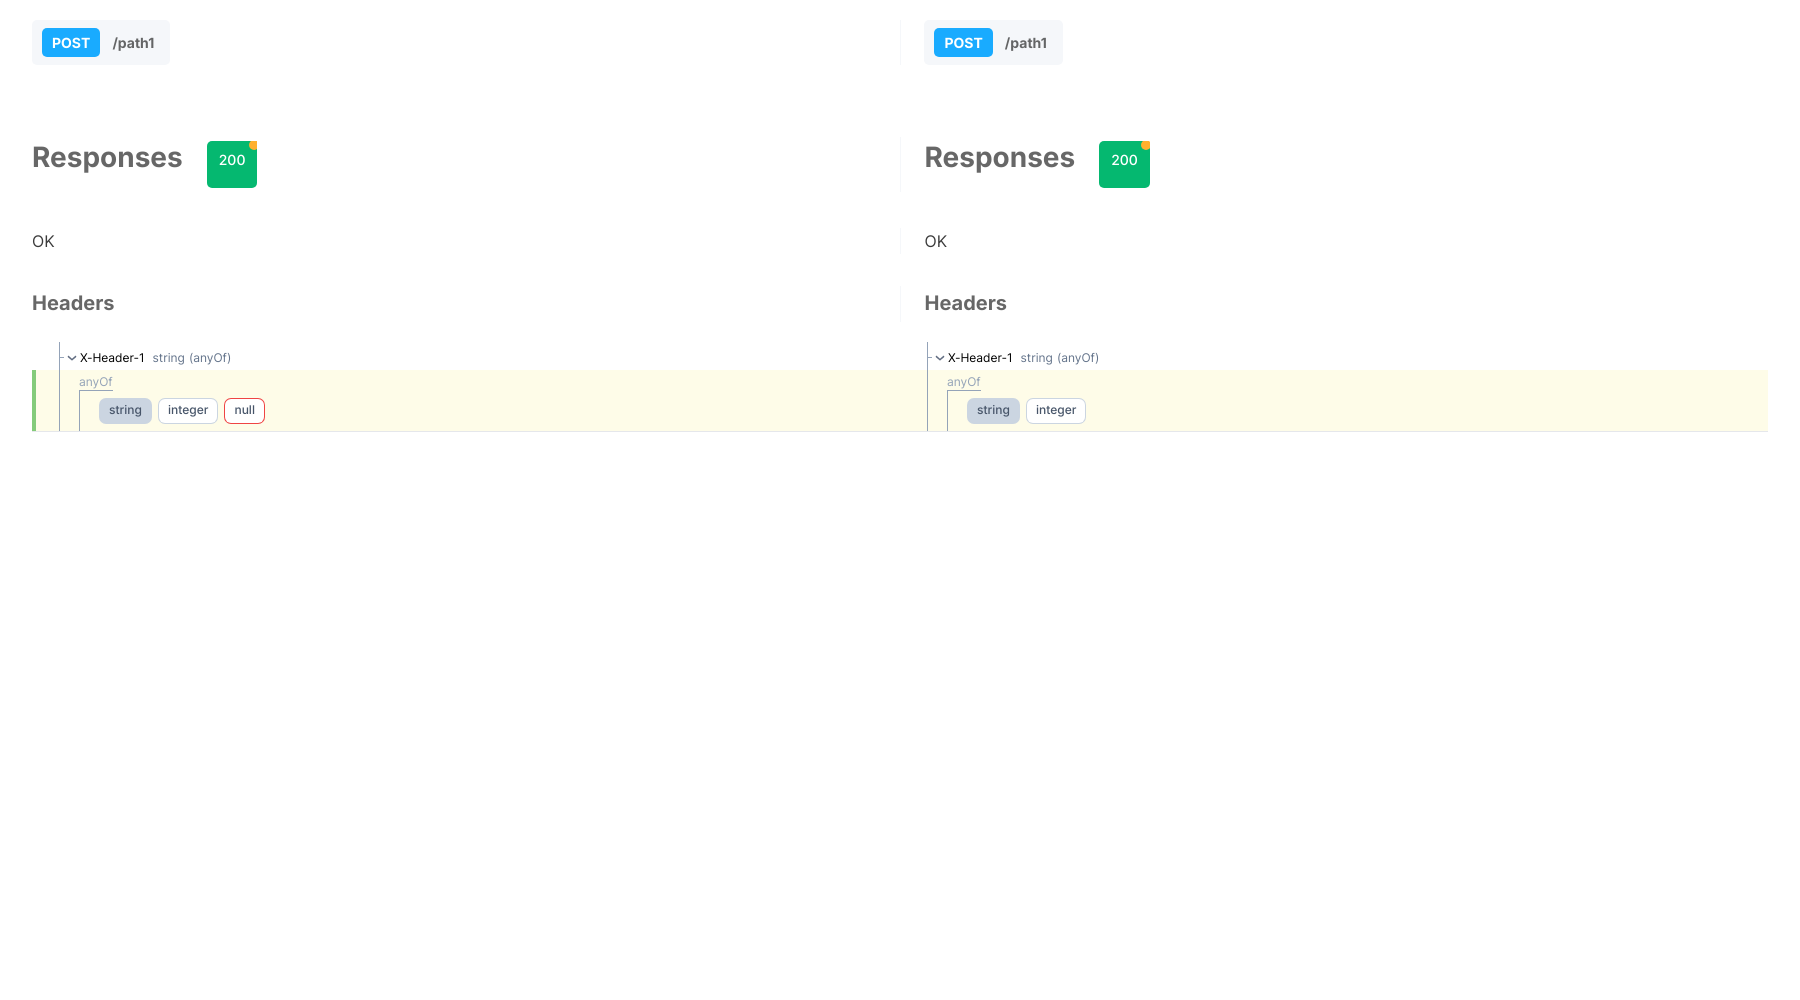 POST /path1
POST /path1
Responses 200
Responses 200
OK
OK
Headers
Headers
X-Header-1 string (anyOf)
X-Header-1 string (anyOf)
anyOf
anyOf
string integer null
string integer